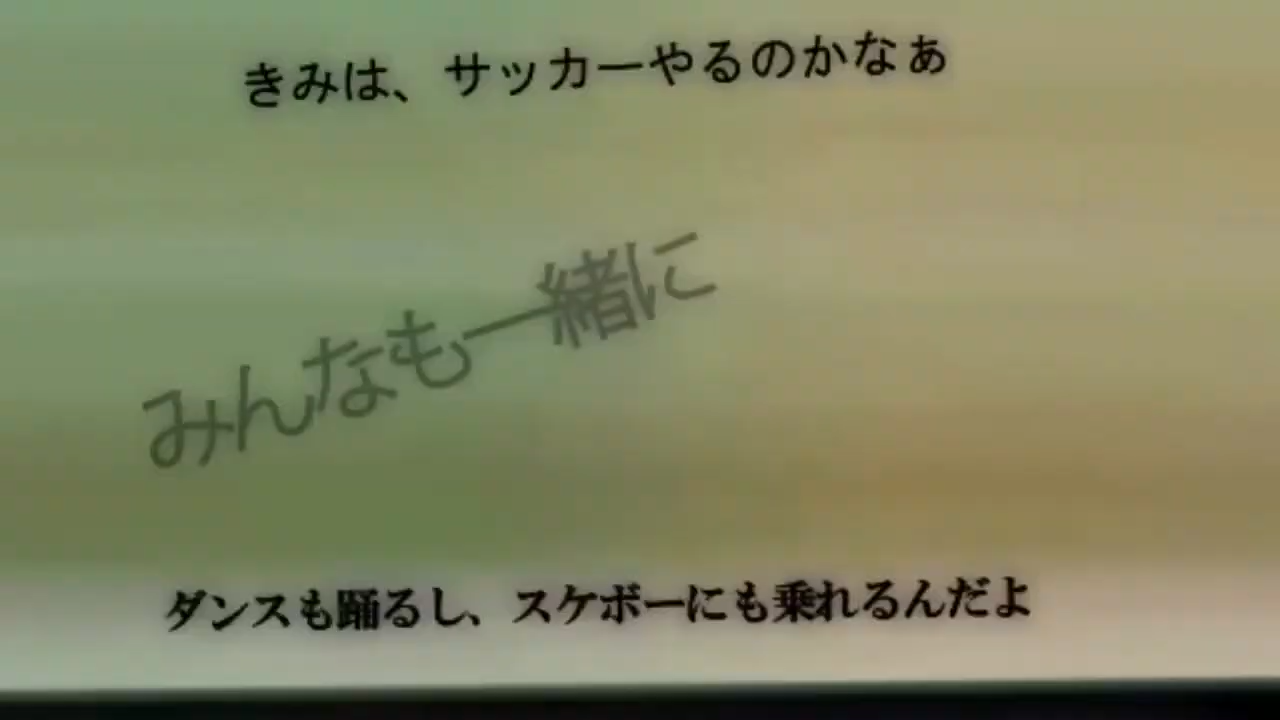 きみは、サッカーやるのかなぁ
みんなも一緒に
ダンスも踊るし、スケボーにも乗れるんだよ